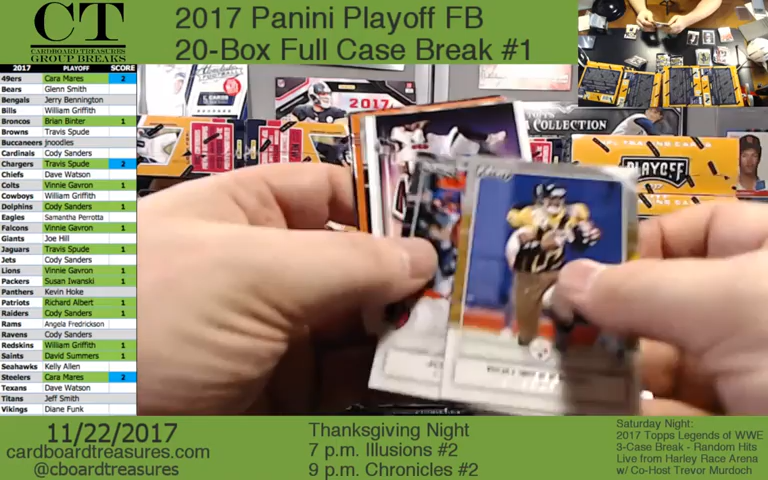 CT
CARDBOARD TREASURES
GROUP BREAKS
2017 Panini Playoff FB
20-Box Full Case Break #1
2017 PLAYOFF SCORE
49ers Cara Mares 2
Bears Glenn Smith
Bengals Jerry Bennington
Bills William Griffith
Broncos Brian Binter 1
Browns Travis Spude
Buccaneers Jnoodies
Cardinals Cody Sanders
Chargers Travis Spude 2
Chiefs Dave Watson
Colts Vinnie Gavron 1
Cowboys William Griffith
Dolphins Cody Sanders 1
Eagles Samantha Perrotta
Falcons Vinnie Gavron 1
Giants Joe Hill
Jaguars Travis Spude 1
Jets Cody Sanders
Lions Vinnie Gavron 1
Packers Susan Iwanski 1
Panthers Kevin Hoke
Patriots Richard Albert 1
Raiders Cody Sanders 1
Rams Angela Fredrickson
Ravens Cody Sanders
Redskins William Griffith 1
Saints David Summers 1
Seahawks Kelly Allen
Steelers Cara Mares 2
Texans Dave Watson
Titans Jeff Smith
Vikings Diane Funk
2017
COLLECTION
PLAYOFF
11/22/2017
cardboardtreasures.com
@cboardtreasures
Thanksgiving Night
7 p.m. Illusions #2
9 p.m. Chronicles #2
Saturday Night:
2017 Topps Legends of WWE
3-Case Break - Random Hits
Live from Harley Race Arena
w/ Co-Host Trevor Murdoch